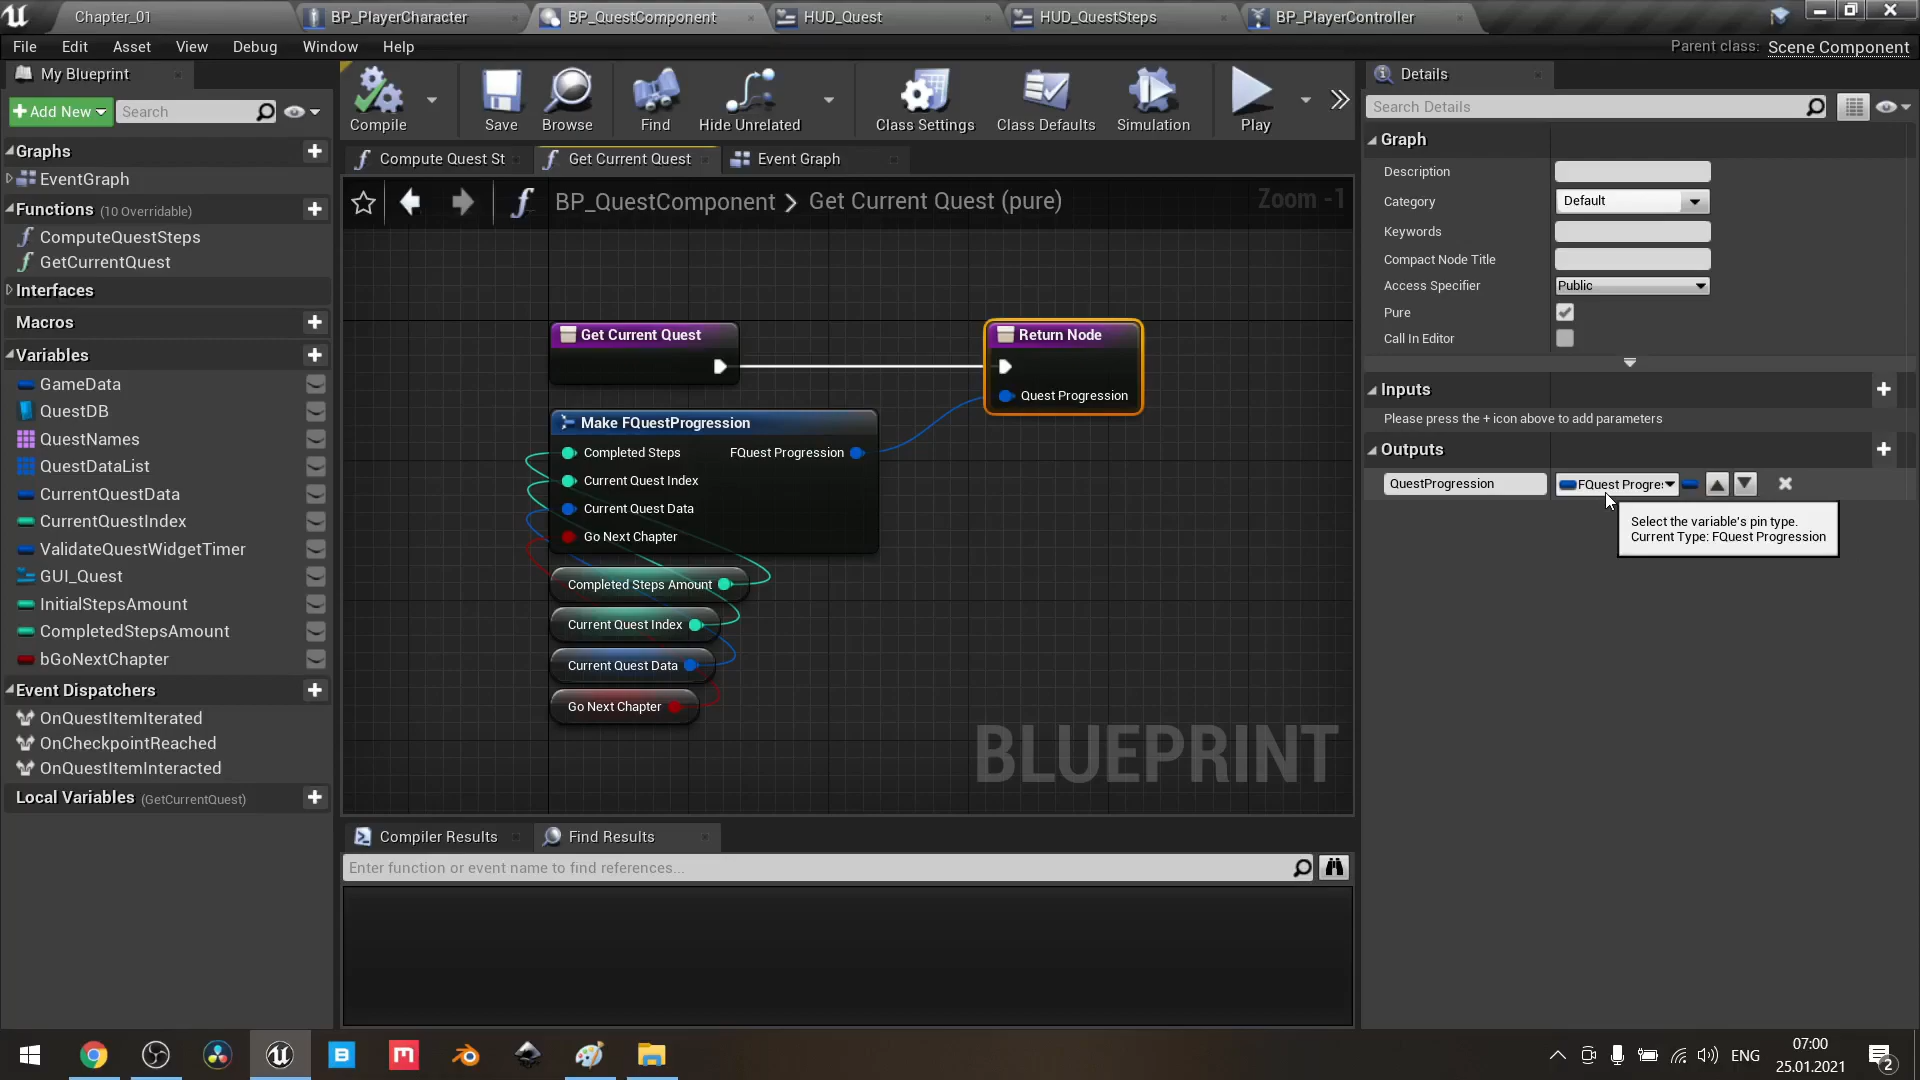 Chapter_01
BP_PlayerCharacter
BP_QuestComponent
HUD_Quest
HUD_QuestSteps
BP_PlayerController
File Edit Asset View Debug Window Help
Parent class: Scene Component
My Blueprint
Add New
Search
Compile
Save
Browse
Find
Hide Unrelated
Class Settings
Class Defaults
Simulation
Play
Graphs
EventGraph
Functions (10 Overridable)
ComputeQuestSteps
GetCurrentQuest
Interfaces
Macros
Variables
GameData
QuestDB
QuestNames
QuestDataList
CurrentQuestData
CurrentQuestIndex
ValidateQuestWidgetTimer
GUI_Quest
InitialStepsAmount
CompletedStepsAmount
bGoNextChapter
Event Dispatchers
OnQuestItemIterated
OnCheckpointReached
OnQuestItemInteracted
Local Variables (GetCurrentQuest)
Compute Quest St
Get Current Quest
Event Graph
BP_QuestComponent > Get Current Quest (pure)
Zoom -1
Get Current Quest
Return Node
Quest Progression
Make FQuestProgression
Completed Steps
FQuest Progression
Current Quest Index
Current Quest Data
Go Next Chapter
Completed Steps Amount
Current Quest Index
Current Quest Data
Go Next Chapter
BLUEPRINT
Compiler Results
Find Results
Enter function or event name to find references...
Details
Search Details
Graph
Description
Category
Default
Keywords
Compact Node Title
Access Specifier
Public
Pure
Call In Editor
Inputs
Please press the + icon above to add parameters
Outputs
QuestProgression
FQuest Progres
Select the variable's pin type.
Current Type: FQuest Progression
ENG
07:00
25.01.2021
2